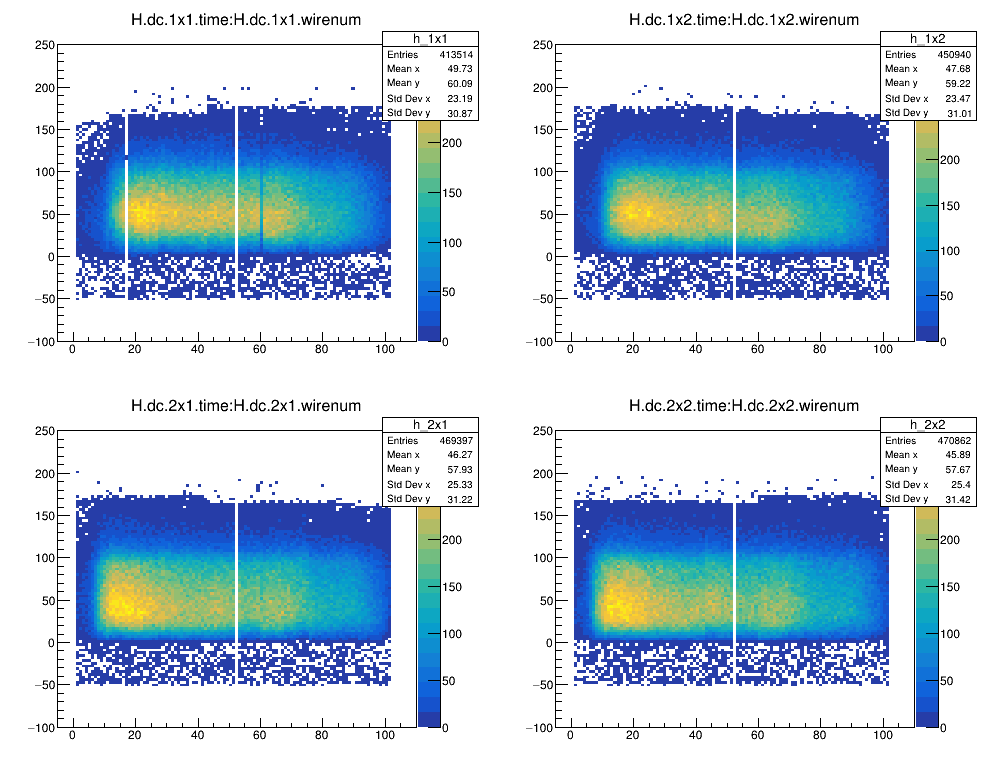 H.dc.1x1.time:H.dc.1x1.wirenum
h_1x1
Entries 413514
Mean x 49.73
Mean y 60.09
Std Dev x 23.19
Std Dev y 30.87
250
200
150
100
50
0
−50
−100
0 20 40 60 80 100
200
150
100
50
0
H.dc.1x2.time:H.dc.1x2.wirenum
h_1x2
Entries 450940
Mean x 47.68
Mean y 59.22
Std Dev x 23.47
Std Dev y 31.01
250
200
150
100
50
0
−50
−100
0 20 40 60 80 100
200
150
100
50
0
H.dc.2x1.time:H.dc.2x1.wirenum
h_2x1
Entries 469397
Mean x 46.27
Mean y 57.93
Std Dev x 25.33
Std Dev y 31.22
250
200
150
100
50
0
−50
−100
0 20 40 60 80 100
200
150
100
50
0
H.dc.2x2.time:H.dc.2x2.wirenum
h_2x2
Entries 470862
Mean x 45.89
Mean y 57.67
Std Dev x 25.4
Std Dev y 31.42
250
200
150
100
50
0
−50
−100
0 20 40 60 80 100
200
150
100
50
0